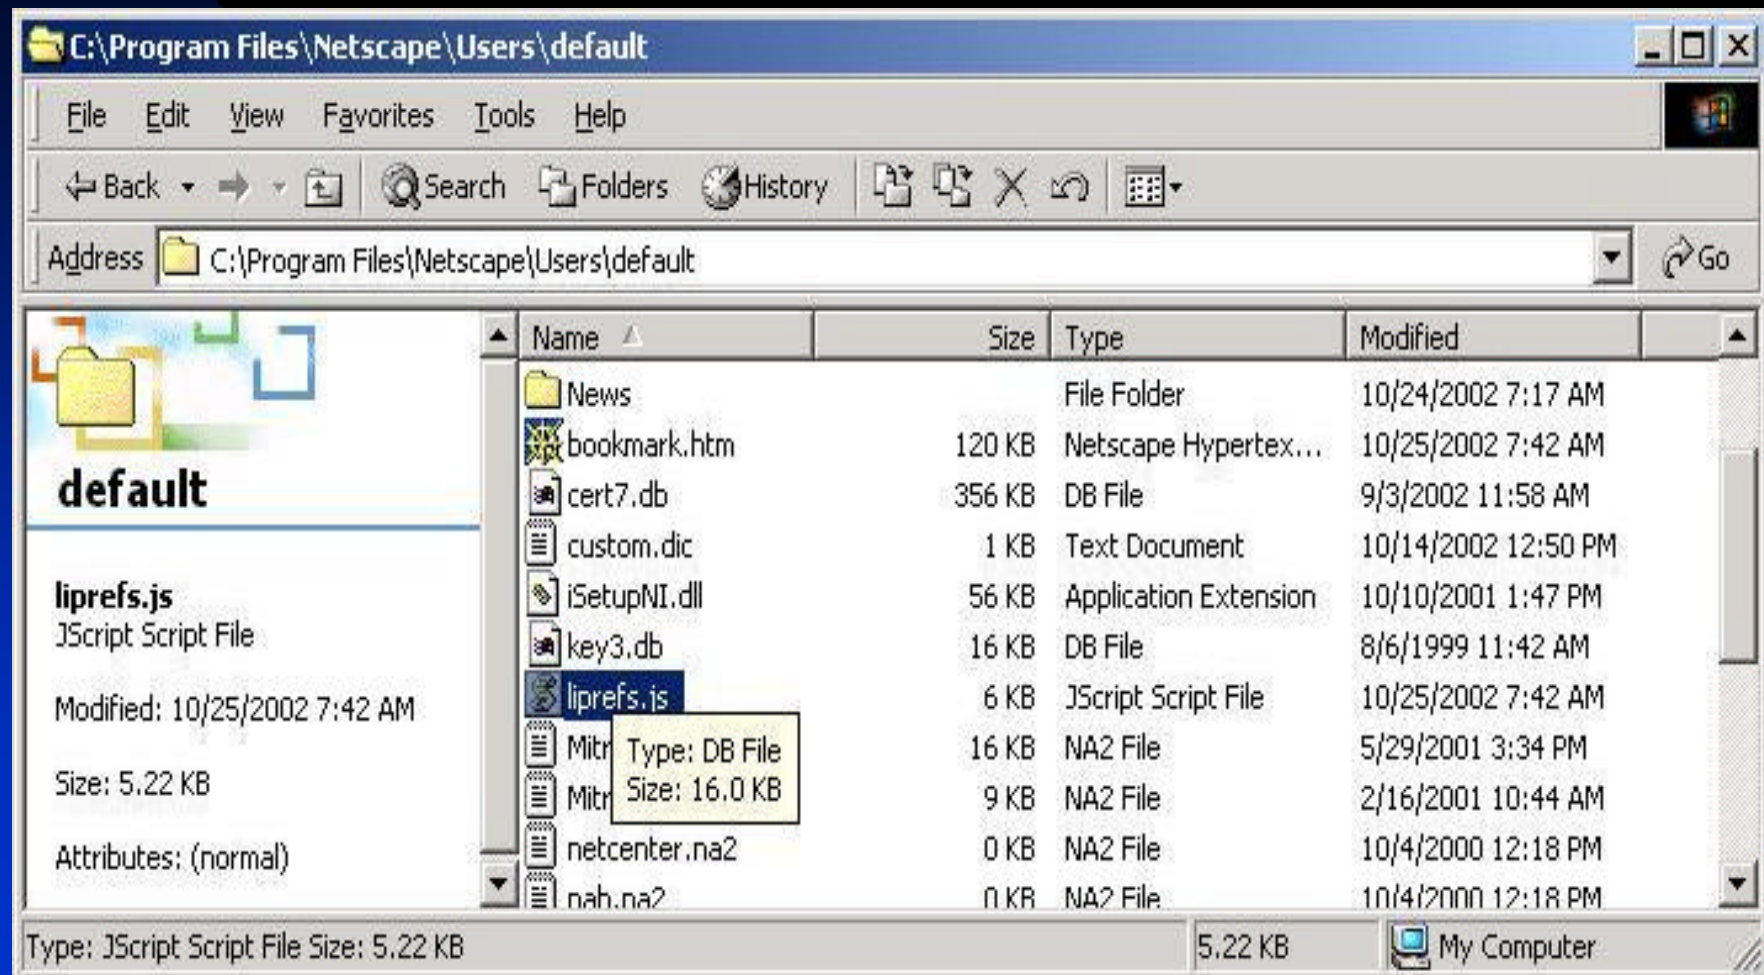 C:\Program Files\Netscape\Users\default
File Edit View Favorites Tools Help
Back Search Folders History
Address C:\Program Files\Netscape\Users\default Go
default
liprefs.js
JScript Script File
Modified: 10/25/2002 7:42 AM
Size: 5.22 KB
Attributes: (normal)
Name Size Type Modified
News File Folder 10/24/2002 7:17 AM
bookmark.htm 120 KB Netscape Hypertex... 10/25/2002 7:42 AM
cert7.db 356 KB DB File 9/3/2002 11:58 AM
custom.dic 1 KB Text Document 10/14/2002 12:50 PM
iSetupNI.dll 56 KB Application Extension 10/10/2001 1:47 PM
key3.db 16 KB DB File 8/6/1999 11:42 AM
liprefs.js 6 KB JScript Script File 10/25/2002 7:42 AM
Mitr 16 KB NA2 File 5/29/2001 3:34 PM
Mitr 9 KB NA2 File 2/16/2001 10:44 AM
Type: DB File
Size: 16.0 KB
netcenter.na2 0 KB NA2 File 10/4/2000 12:18 PM
pab.na2 0 KB NA2 File 10/4/2000 12:18 PM
Type: JScript Script File Size: 5.22 KB 5.22 KB My Computer